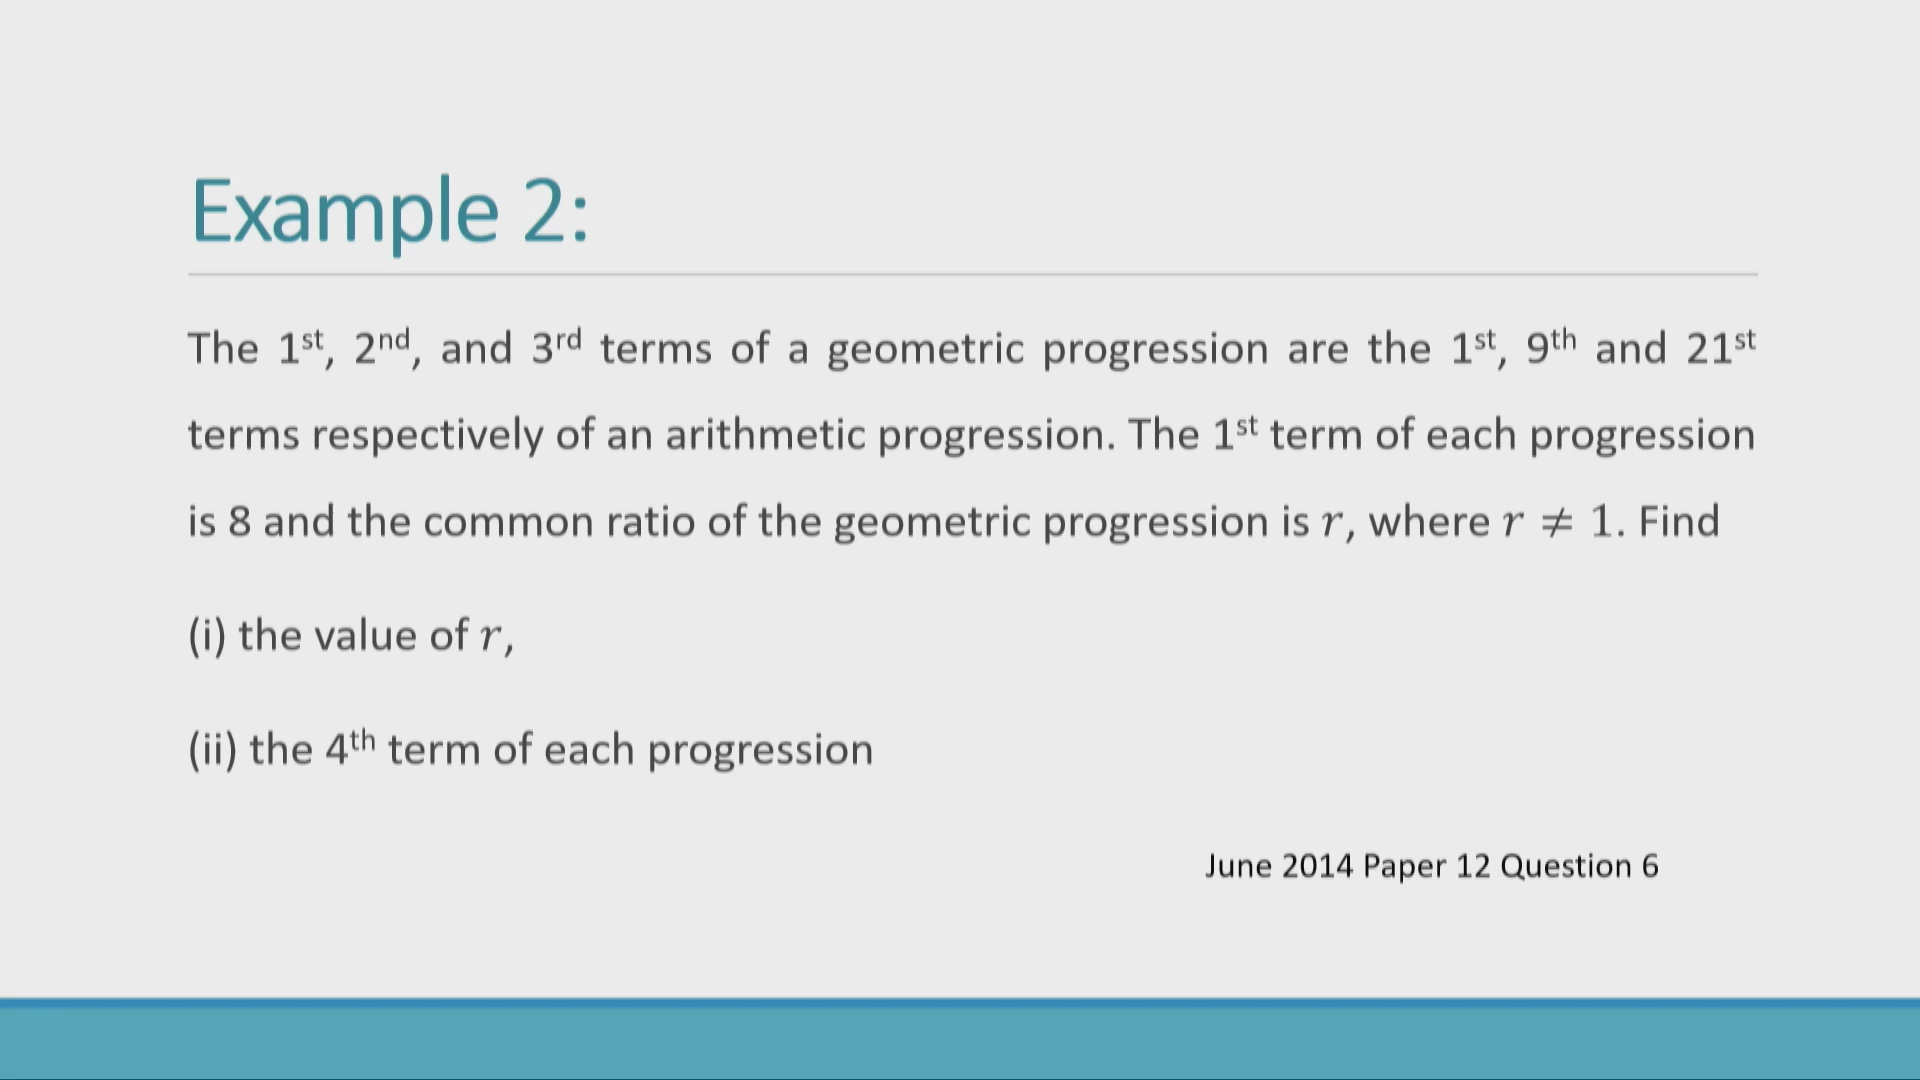 Example 2:
The 1st, 2nd, and 3rd terms of a geometric progression are the 1st, 9th and 21st
terms respectively of an arithmetic progression. The 1st term of each progression
is 8 and the common ratio of the geometric progression is r, where r ≠ 1. Find
(i) the value of r,
(ii) the 4th term of each progression
June 2014 Paper 12 Question 6